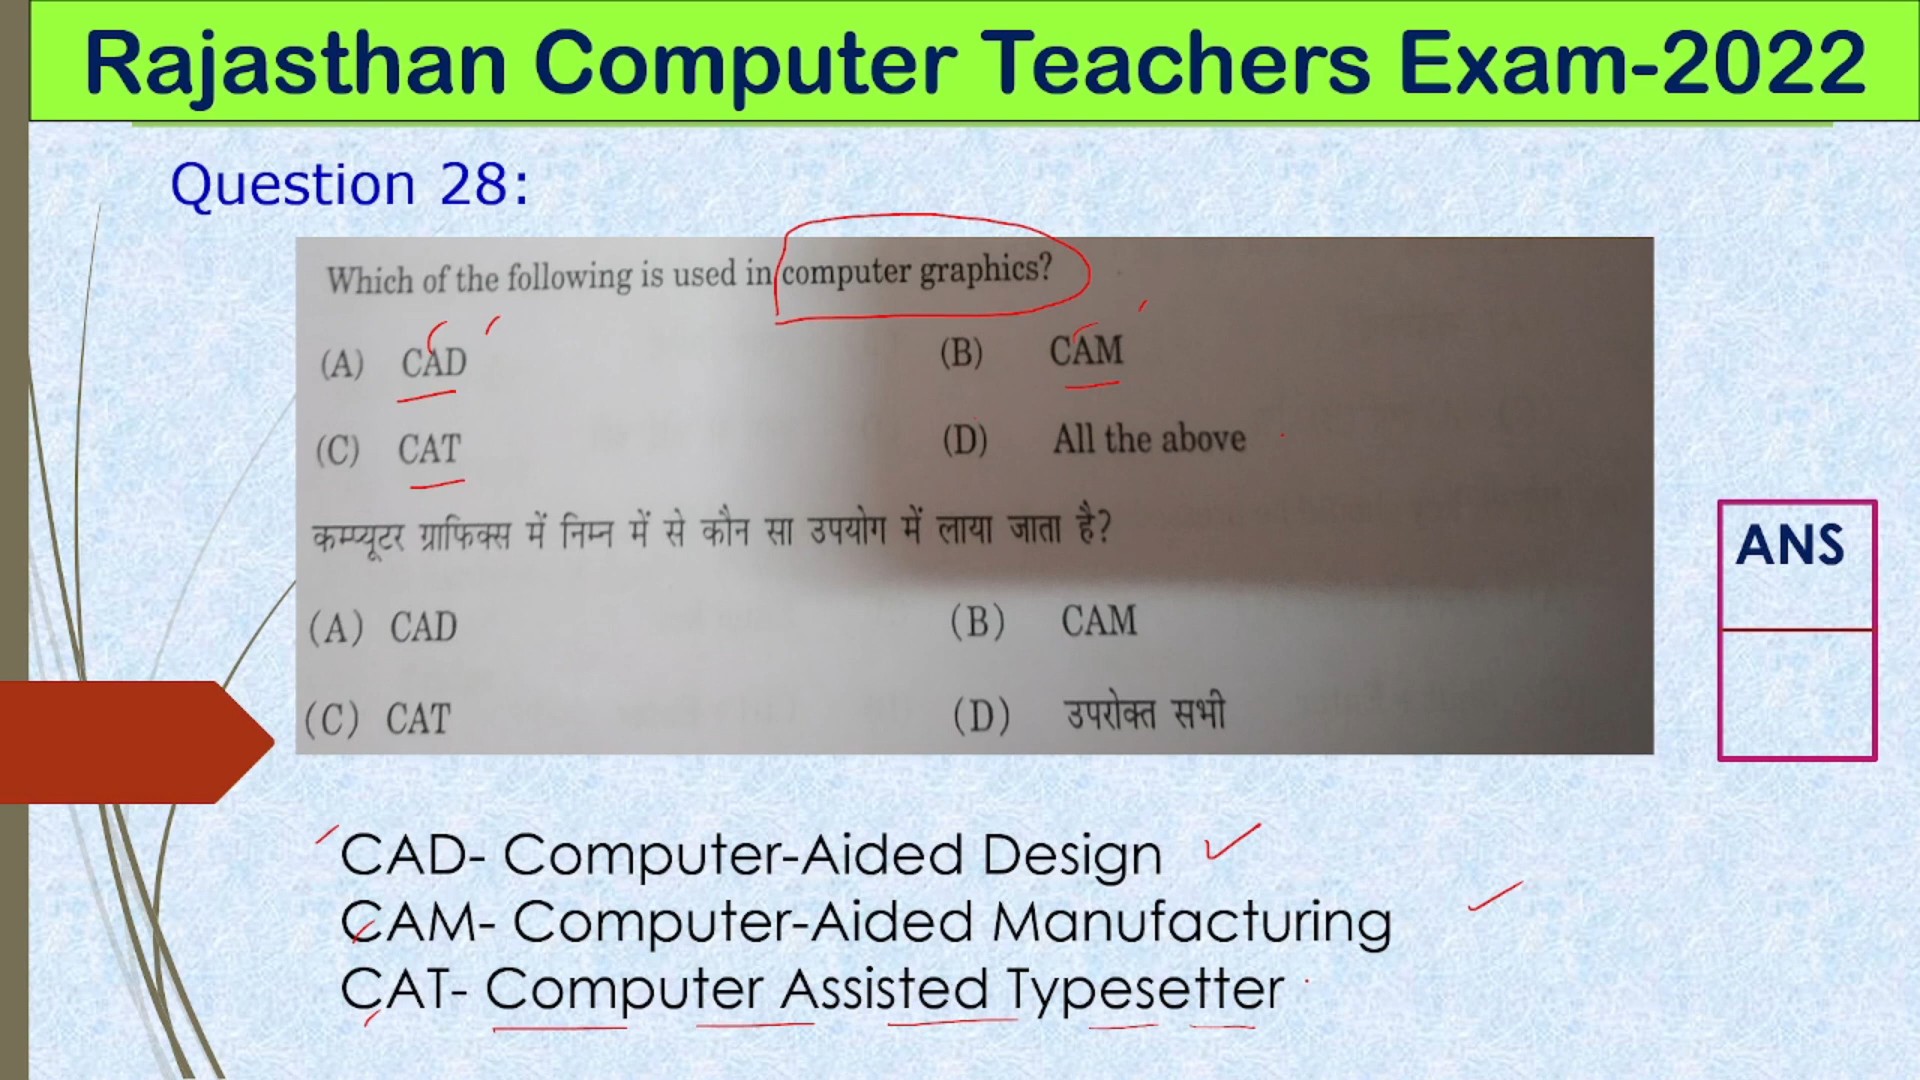 Rajasthan Computer Teachers Exam-2022
Question 28:
Which of the following is used in computer graphics?
(A) CAD (B) CAM
(C) CAT (D) All the above
कम्प्यूटर ग्राफिक्स में निम्न में से कौन सा उपयोग में लाया जाता है?
(A) CAD (B) CAM
(C) CAT (D) उपरोक्त सभी
ANS
CAD- Computer-Aided Design
CAM- Computer-Aided Manufacturing
CAT- Computer Assisted Typesetter